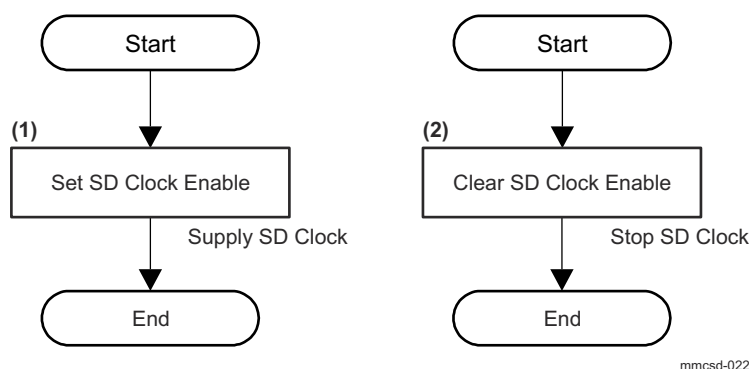 Start
(1)
Set SD Clock Enable
Supply SD Clock
End
Start
(2)
Clear SD Clock Enable
Stop SD Clock
End
mmcsd-022